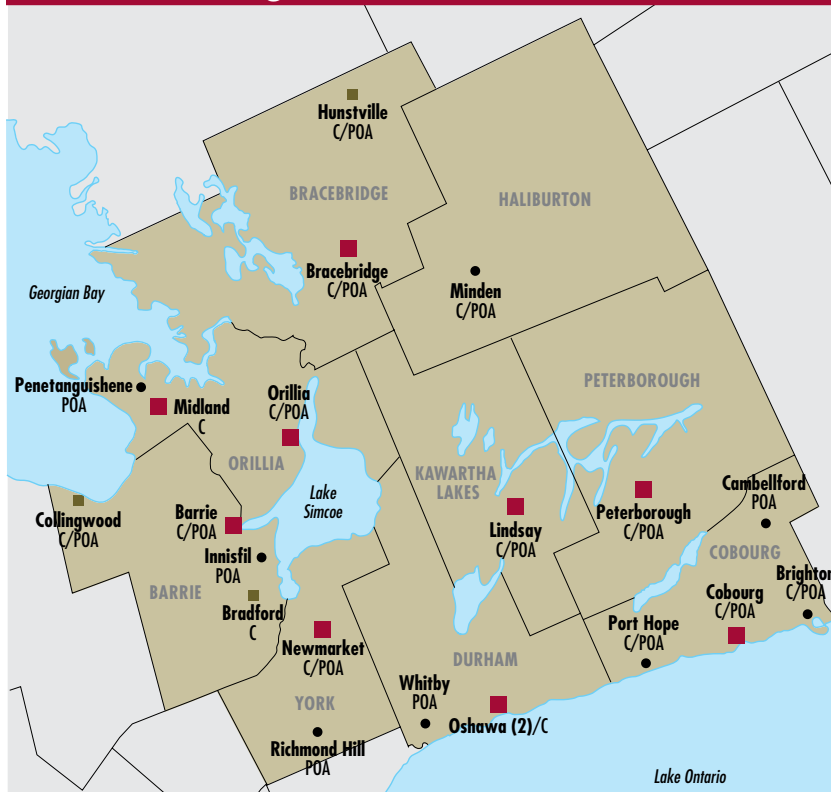 Hunstville
C/POA
BRACEBRIDGE
HALIBURTON
Bracebridge
C/POA
Georgian Bay
Minden
C/POA
Penetanguishene
POA
Midland
C
Orillia
C/POA
PETERBOROUGH
ORILLIA
KAWARTHA
LAKES
Lake
Simcoe
Collingwood
C/POA
Barrie
C/POA
Lindsay
C/POA
Peterborough
C/POA
Cambellford
POA
Innisfil
POA
COBOURG
BARRIE
Bradford
C
Brighton
C/POA
Cobourg
C/POA
Newmarket
C/POA
Port Hope
C/POA
DURHAM
YORK
Whitby
POA
Oshawa (2)/C
Richmond Hill
POA
Lake Ontario